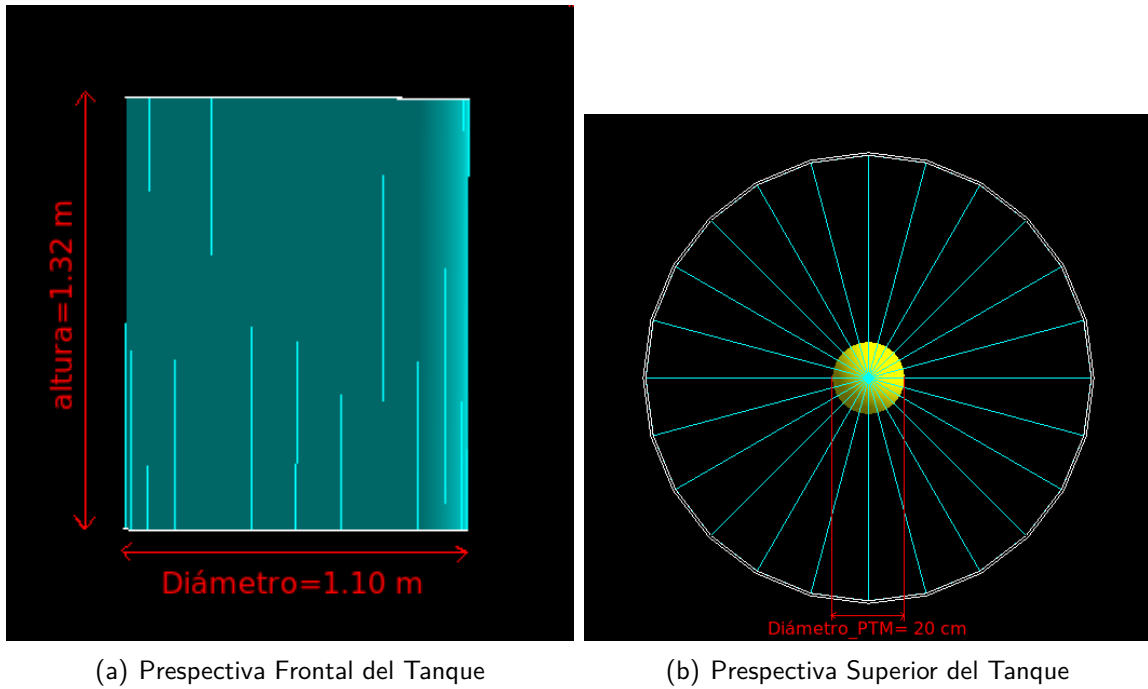 altura=1.32 m
Diámetro=1.10 m
Diámetro_PTM= 20 cm
(a) Prespectiva Frontal del Tanque
(b) Prespectiva Superior del Tanque